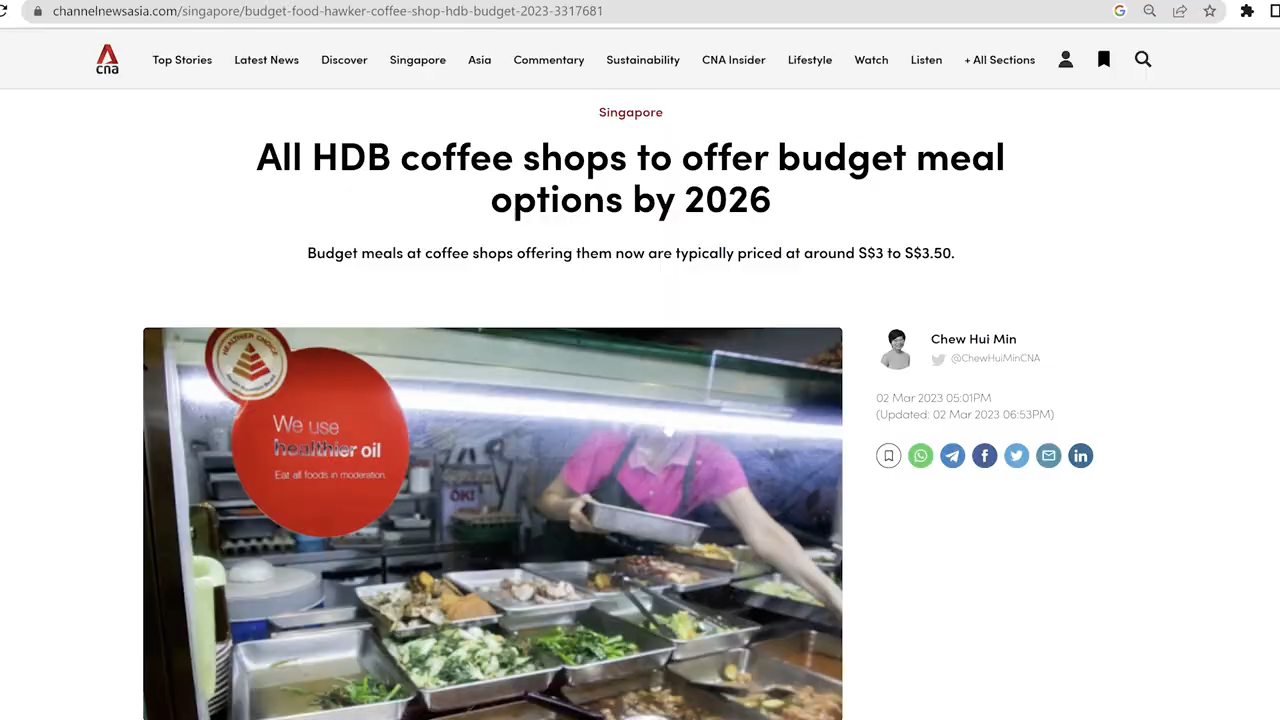 channelnewsasia.com/singapore/budget-food-hawker-coffee-shop-hdb-budget-2023-3317681
cna
Top Stories Latest News Discover Singapore Asia Commentary Sustainability CNA Insider Lifestyle Watch Listen + All Sections
Singapore
All HDB coffee shops to offer budget meal
options by 2026
Budget meals at coffee shops offering them now are typically priced at around S$3 to S$3.50.
HEALTHIER CHOICE
We use
healthier oil
Eat all foods in moderation.
OKI
Chew Hui Min
@ChewHuiMinCNA
02 Mar 2023 05:01PM
(Updated: 02 Mar 2023 06:53PM)